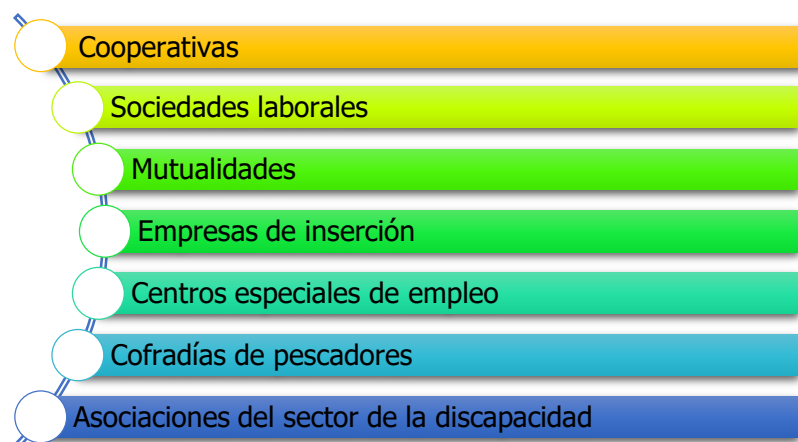 Cooperativas
Sociedades laborales
Mutualidades
Empresas de inserción
Centros especiales de empleo
Cofradías de pescadores
Asociaciones del sector de la discapacidad